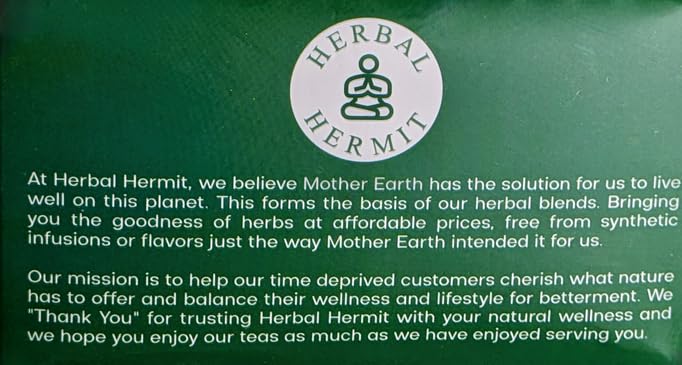 HERBAL
HERMIT
At Herbal Hermit, we believe Mother Earth has the solution for us to live
well on this planet. This forms the basis of our herbal blends. Bringing
you the goodness of herbs at affordable prices, free from synthetic
infusions or flavors just the way Mother Earth intended it for us.
Our mission is to help our time deprived customers cherish what nature
has to offer and balance their wellness and lifestyle for betterment. We
"Thank You" for trusting Herbal Hermit with your natural wellness and
we hope you enjoy our teas as much as we have enjoyed serving you.